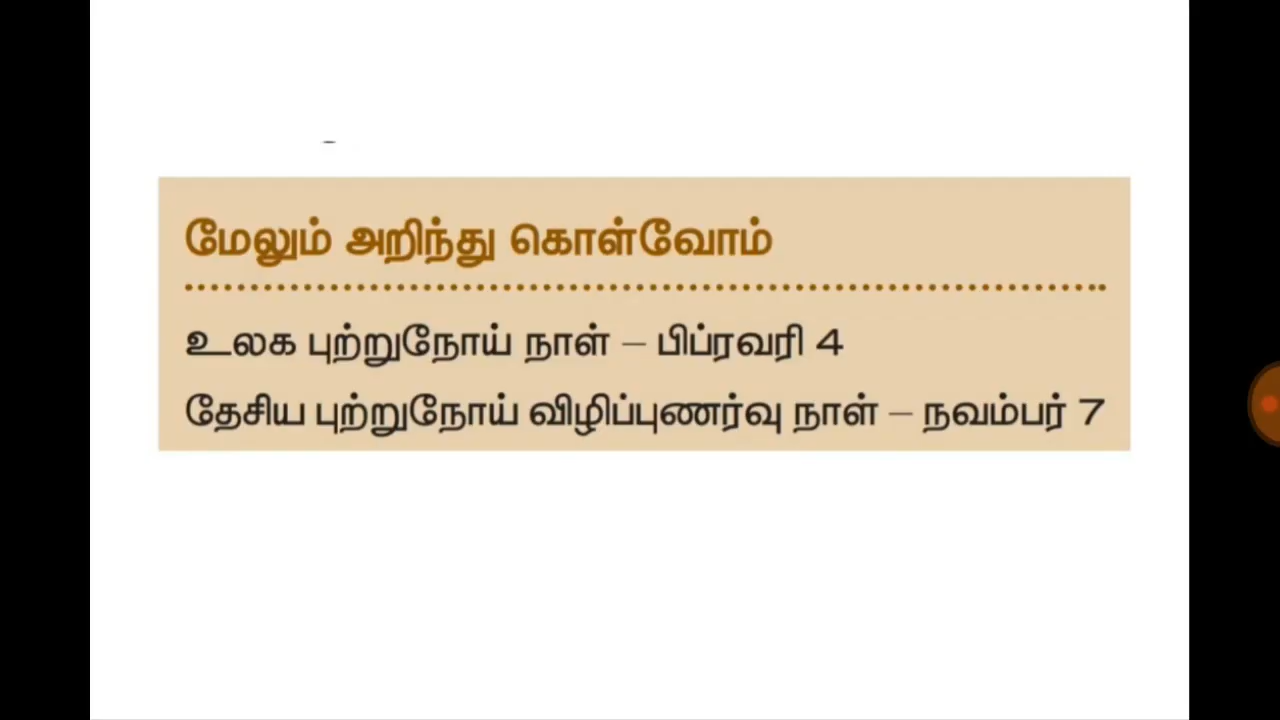 மேலும் அறிந்து கொள்வோம்
உலக புற்றுநோய் நாள் – பிப்ரவரி 4
தேசிய புற்றுநோய் விழிப்புணர்வு நாள் – நவம்பர் 7